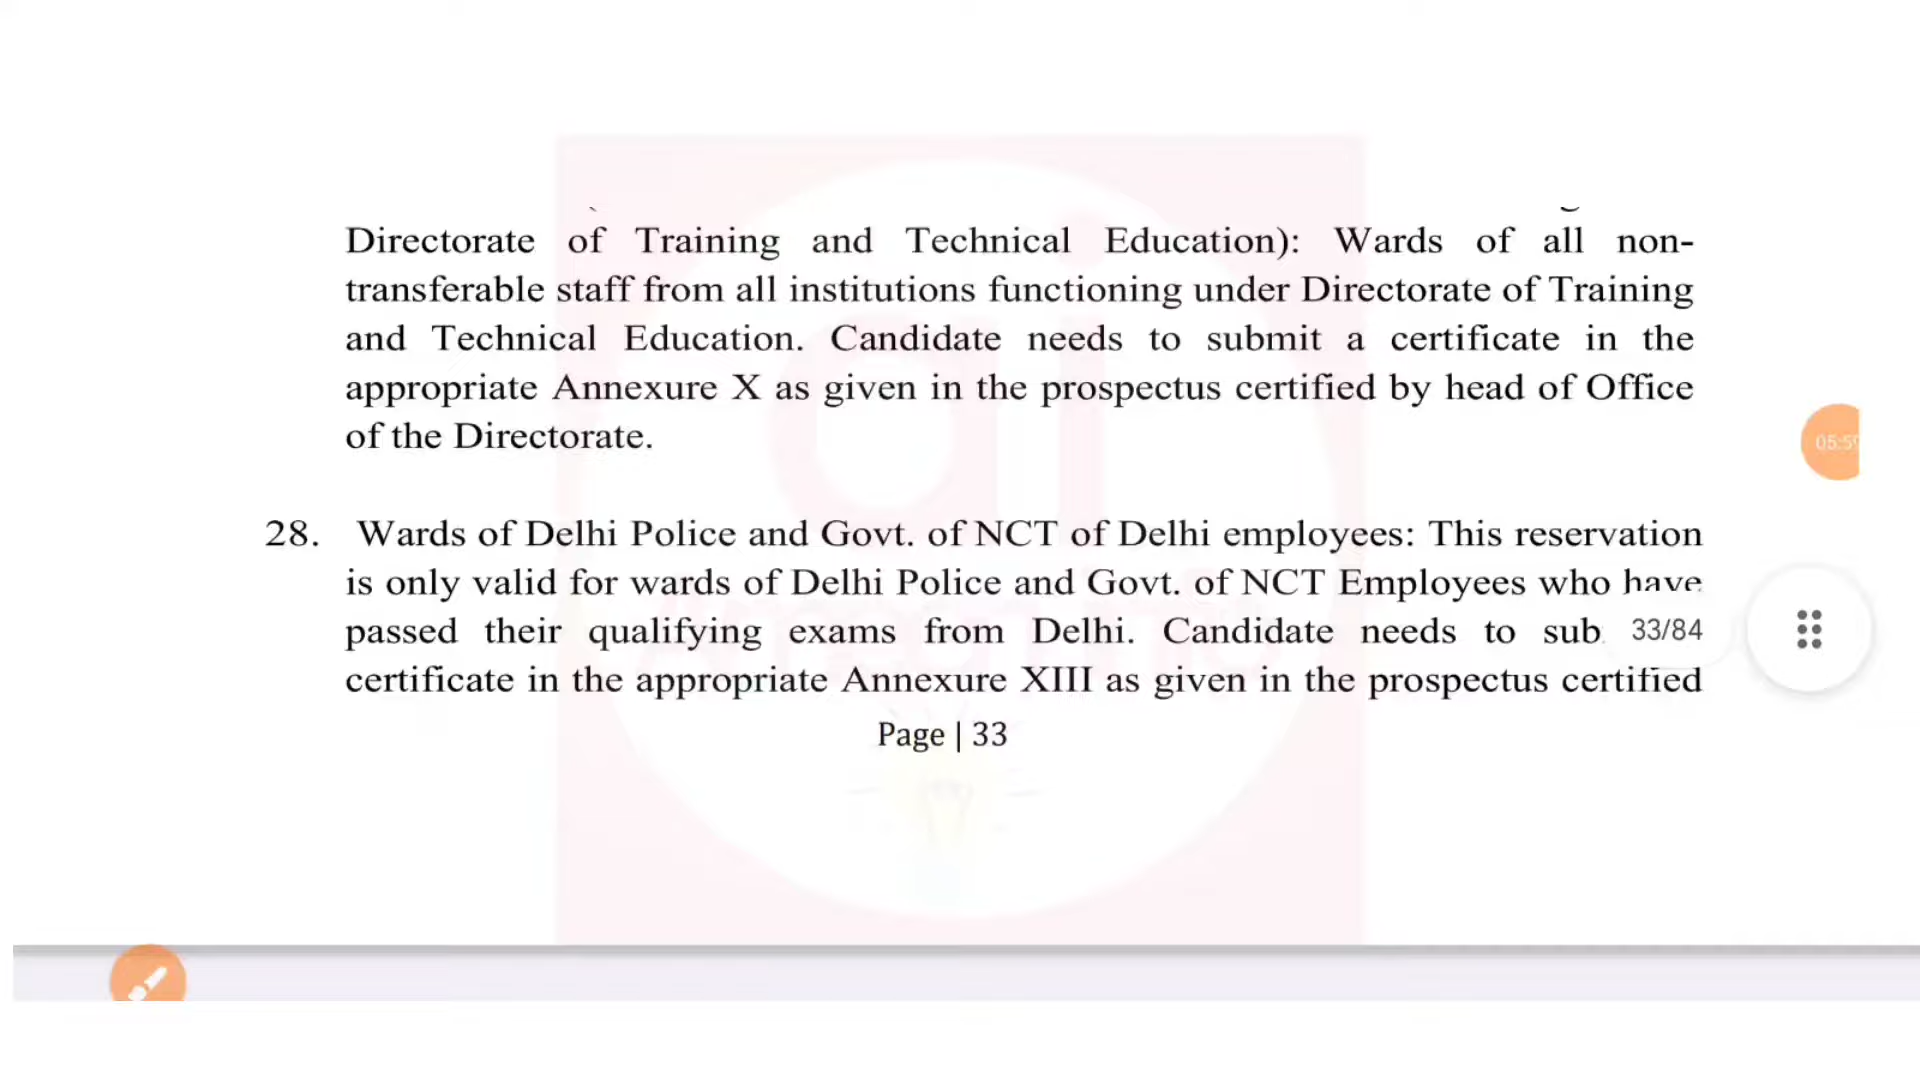 Directorate of Training and Technical Education): Wards of all non-
transferable staff from all institutions functioning under Directorate of Training
and Technical Education. Candidate needs to submit a certificate in the
appropriate Annexure X as given in the prospectus certified by head of Office
of the Directorate.
05:59
28. Wards of Delhi Police and Govt. of NCT of Delhi employees: This reservation
is only valid for wards of Delhi Police and Govt. of NCT Employees who have
passed their qualifying exams from Delhi. Candidate needs to sub
33/84
certificate in the appropriate Annexure XIII as given in the prospectus certified
Page | 33